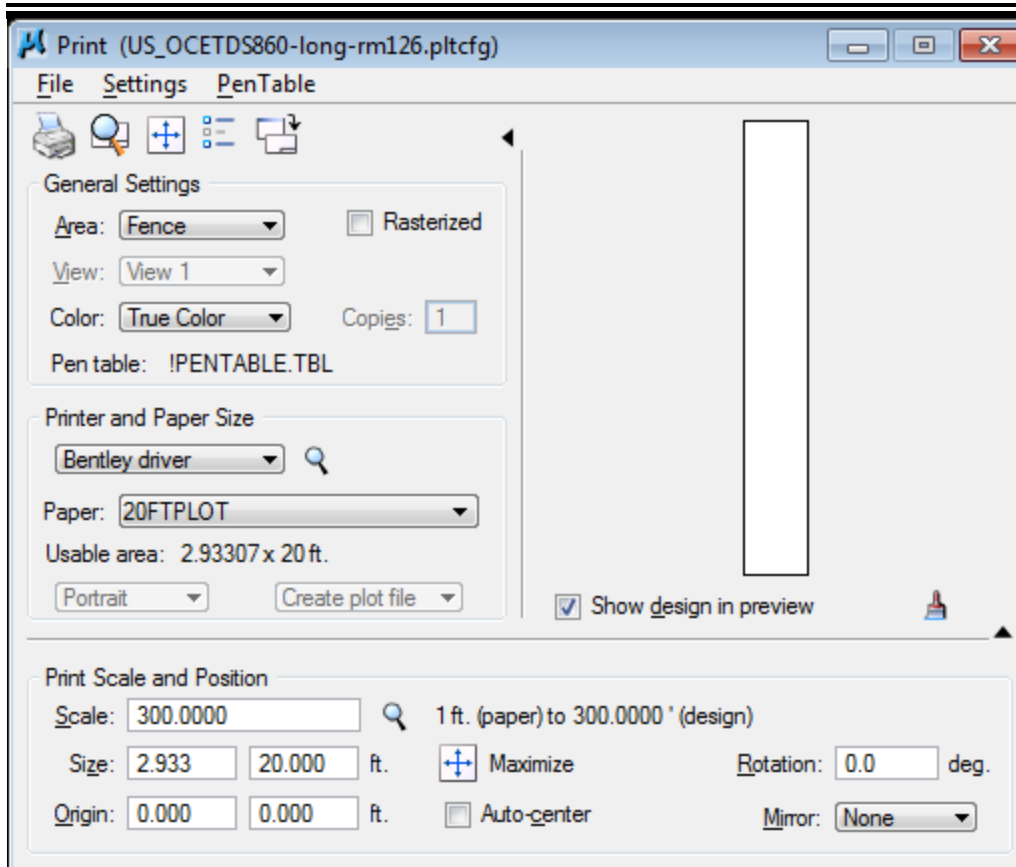 Print (US_OCETDS860-long-rm126.pltcfg)
File Settings PenTable
General Settings
Area: Fence Rasterized
View: View 1
Color: True Color Copies: 1
Pen table: !PENTABLE.TBL
Printer and Paper Size
Bentley driver
Paper: 20FTPLOT
Usable area: 2.93307 x 20 ft.
Portrait Create plot file
Show design in preview
Print Scale and Position
Scale: 300.0000 1 ft. (paper) to 300.0000 ' (design)
Size: 2.933 20.000 ft. Maximize Rotation: 0.0 deg.
Origin: 0.000 0.000 ft. Auto-center Mirror: None